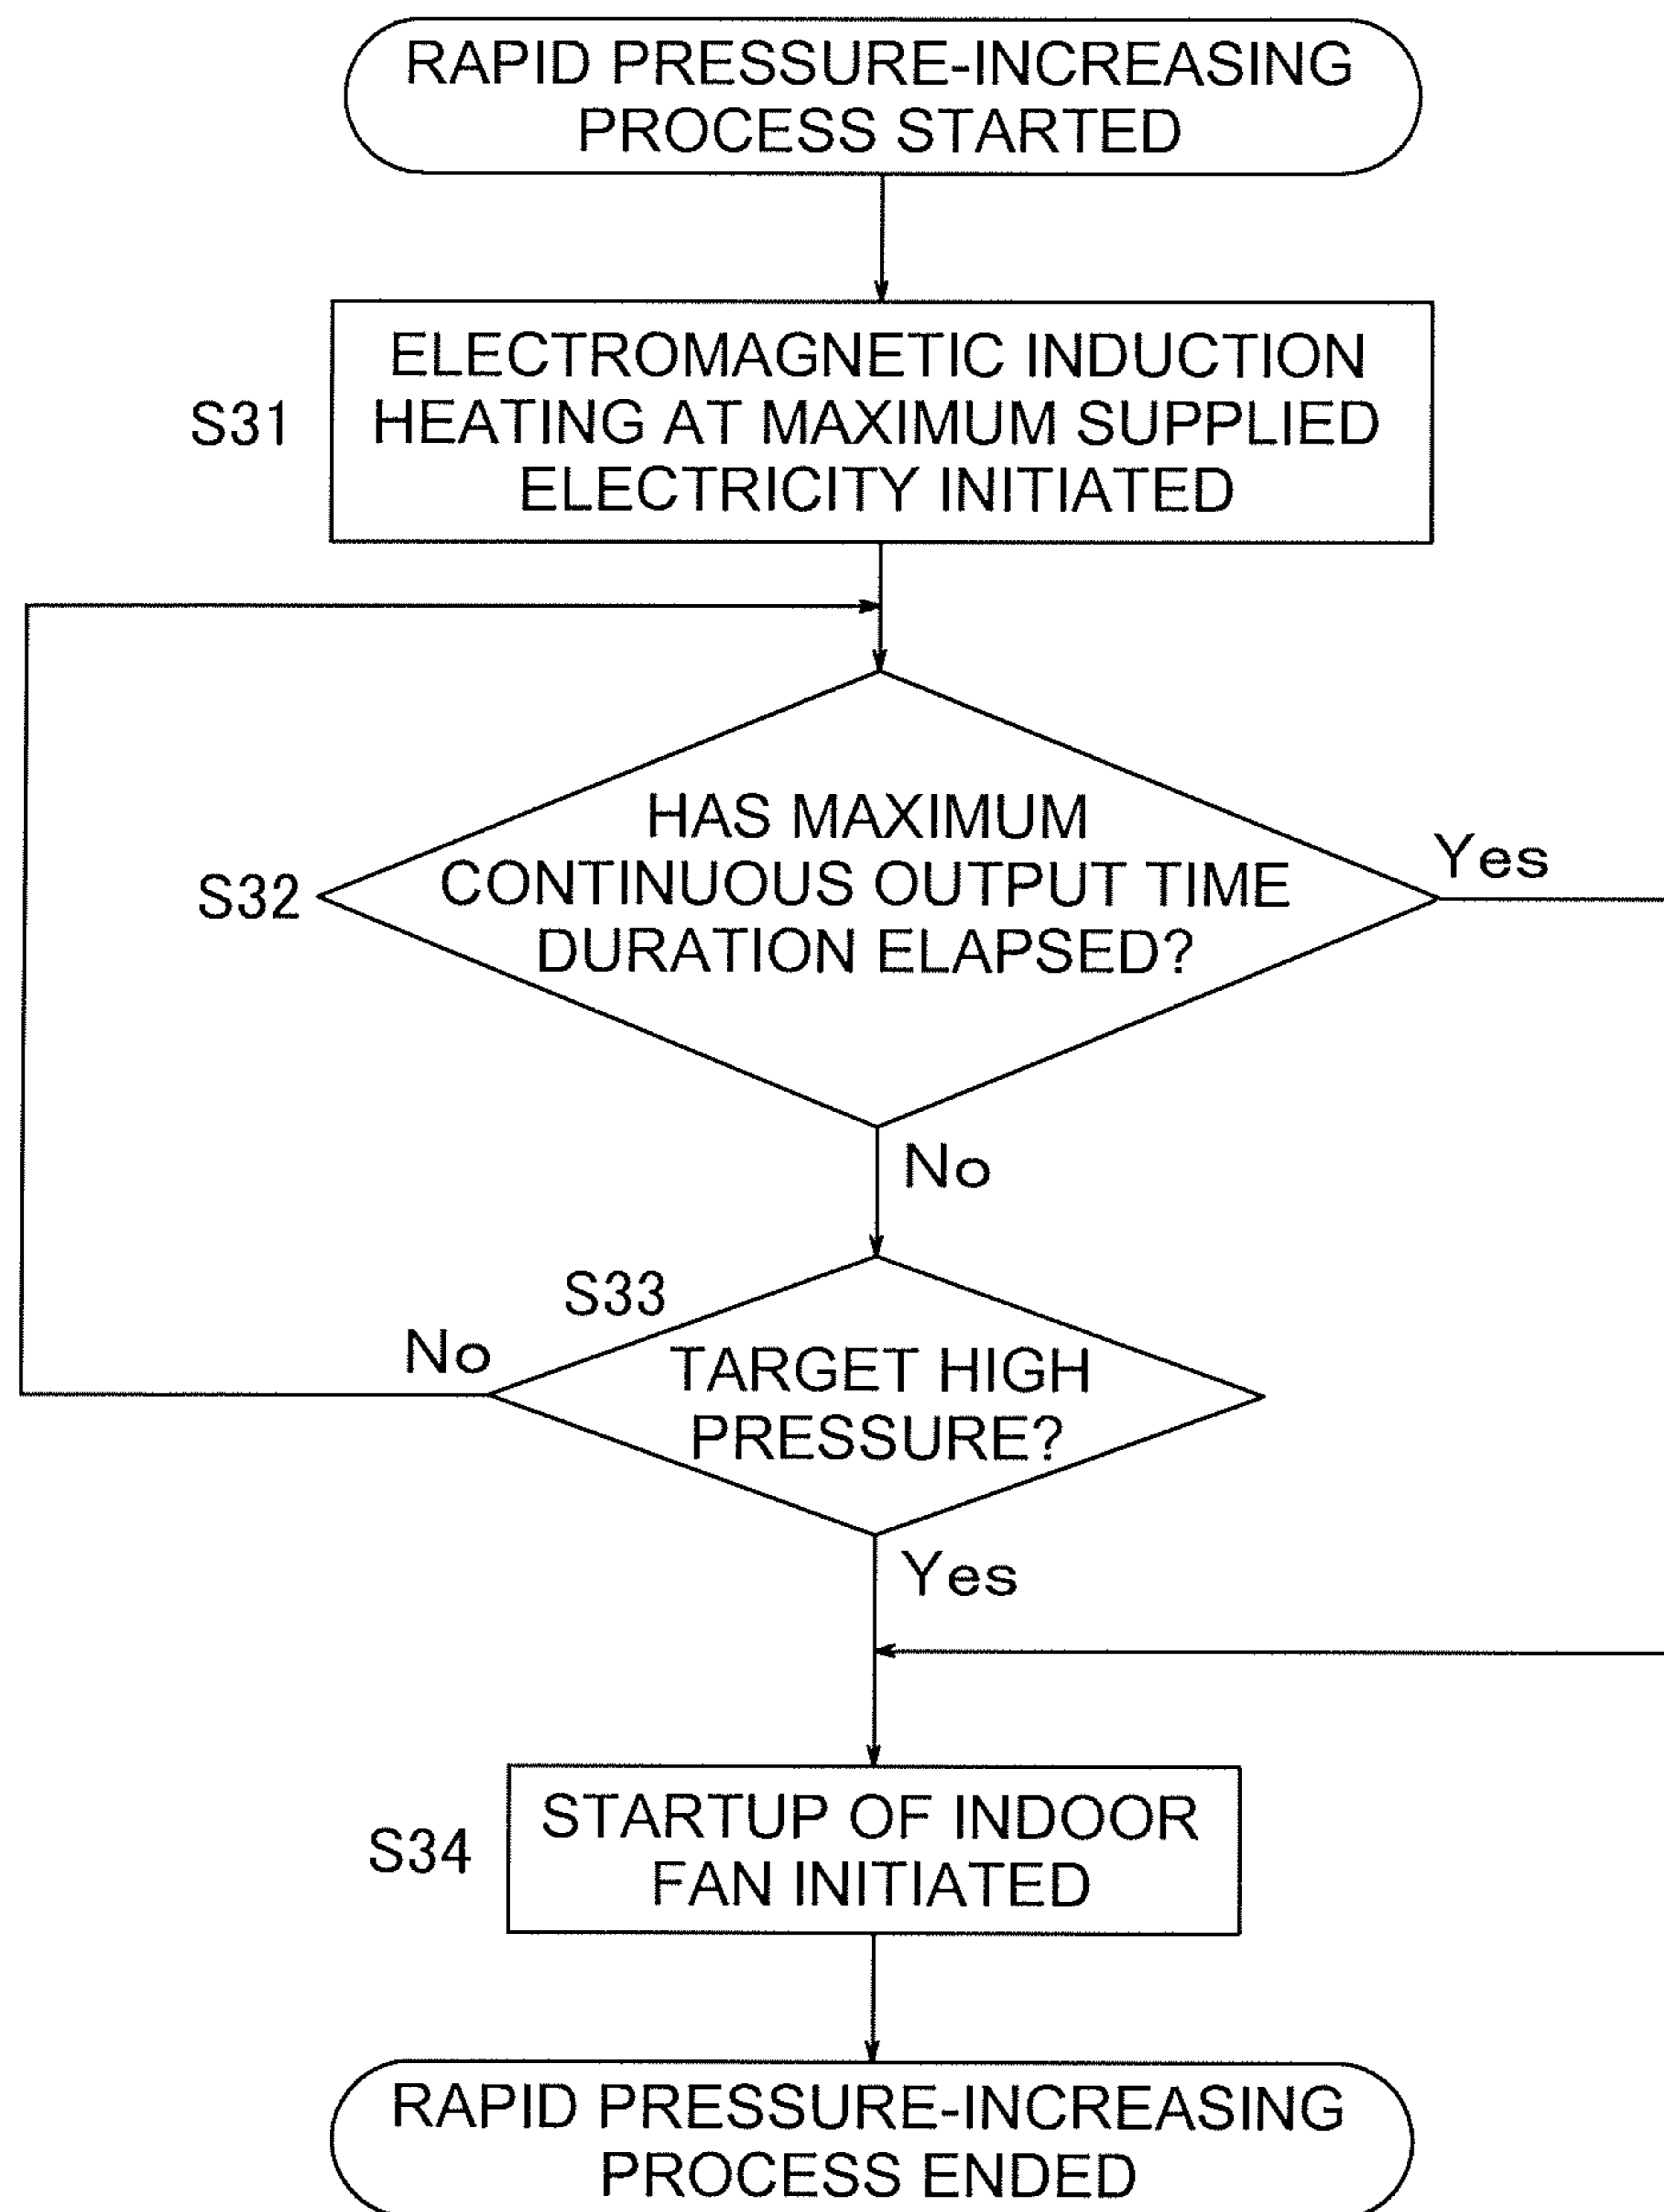 RAPID PRESSURE-INCREASING
PROCESS STARTED
ELECTROMAGNETIC INDUCTION
S31
HEATING AT MAXIMUM SUPPLIED
ELECTRICITY INITIATED
HAS MAXIMUM
Yes
S32
CONTINUOUS OUTPUT TIME
DURATION ELAPSED?
No
S33
No
TARGET HIGH
PRESSURE?
Yes
STARTUP OF INDOOR
S34
FAN INITIATED
RAPID PRESSURE-INCREASING
PROCESS ENDED